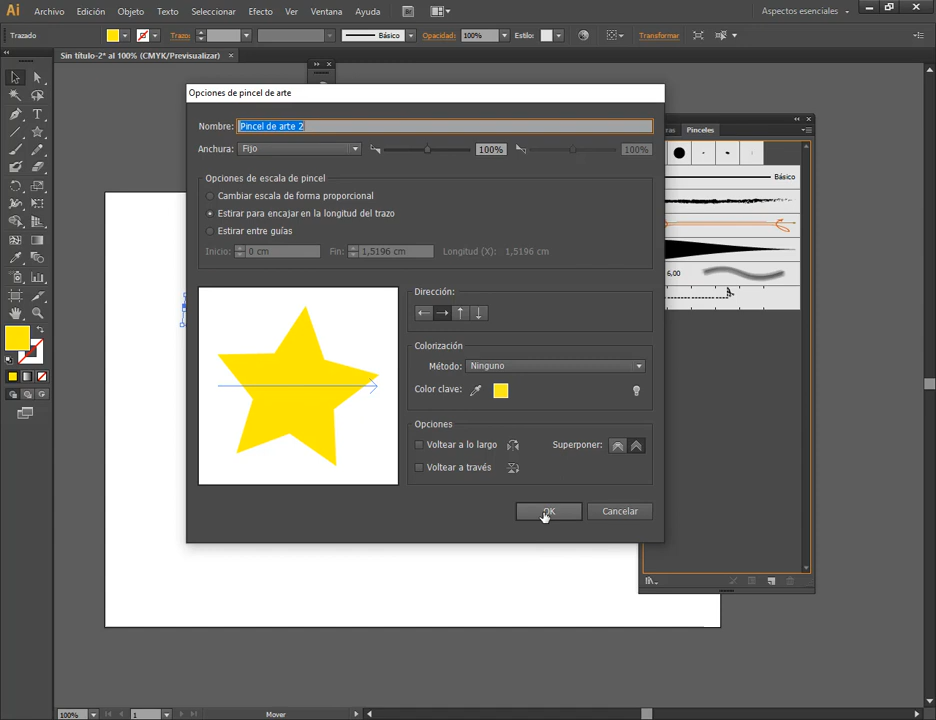 Ai Archivo Edición Objeto Texto Seleccionar Efecto Ver Ventana Ayuda Br Aspectos esenciales
Trazado Trazo: Básico Opacidad: 100% Estilo: Transformar
Sin título-2* al 100% (CMYK/Previsualizar) ×
Opciones de pincel de arte
Nombre: Pincel de arte 2
Anchura: Fijo 100% 100%
Opciones de escala de pincel
Cambiar escala de forma proporcional
Estirar para encajar en la longitud del trazo
Estirar entre guías
Inicio: 0 cm Fin: 1,5196 cm Longitud (X): 1,5196 cm
Dirección:
Colorización
Método: Ninguno
Color clave:
Opciones
Voltear a lo largo Superponer:
Voltear a través
OK Cancelar
ras Pinceles
Básico
6.00
100% 1 Mover